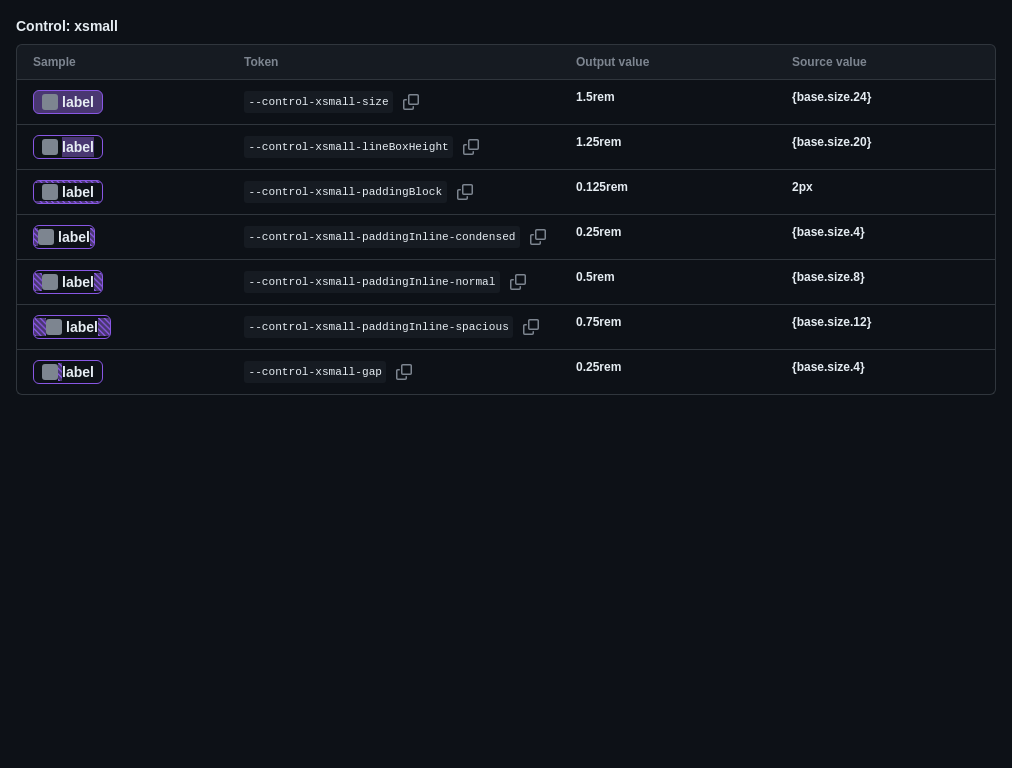 Control: xsmall
Sample Token Output value Source value
label --control-xsmall-size 1.5rem {base.size.24}
label --control-xsmall-lineBoxHeight 1.25rem {base.size.20}
label --control-xsmall-paddingBlock 0.125rem 2px
label --control-xsmall-paddingInline-condensed 0.25rem {base.size.4}
label --control-xsmall-paddingInline-normal 0.5rem {base.size.8}
label --control-xsmall-paddingInline-spacious 0.75rem {base.size.12}
label --control-xsmall-gap 0.25rem {base.size.4}